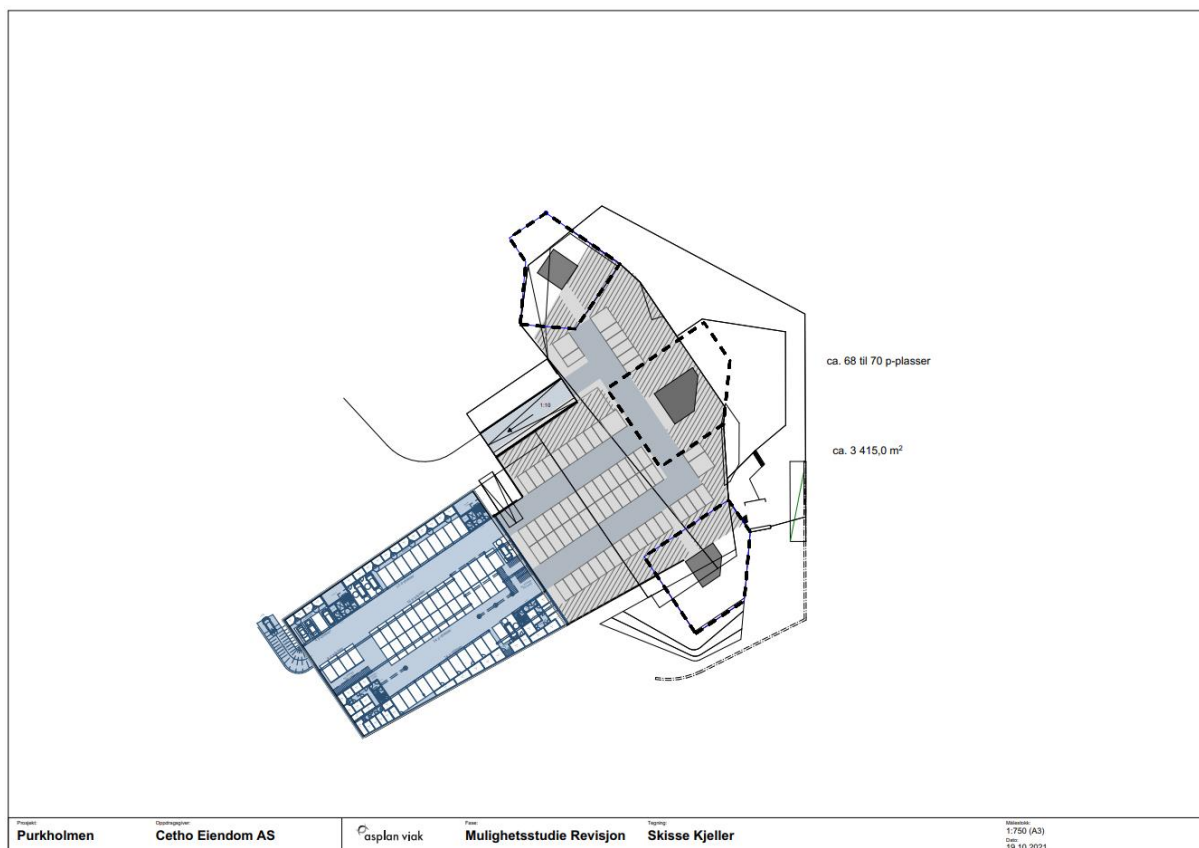 ca. 68 til 70 p-plasser
1:10
ca. 3 415,0 m²
Prosjekt:
Purkholmen
Oppdragsgiver:
Cetho Eiendom AS
asplan viak
Fase:
Mulighetsstudie Revisjon
Tegning:
Skisse Kjeller
Målestokk:
1:750 (A3)
Dato:
19.10.2021